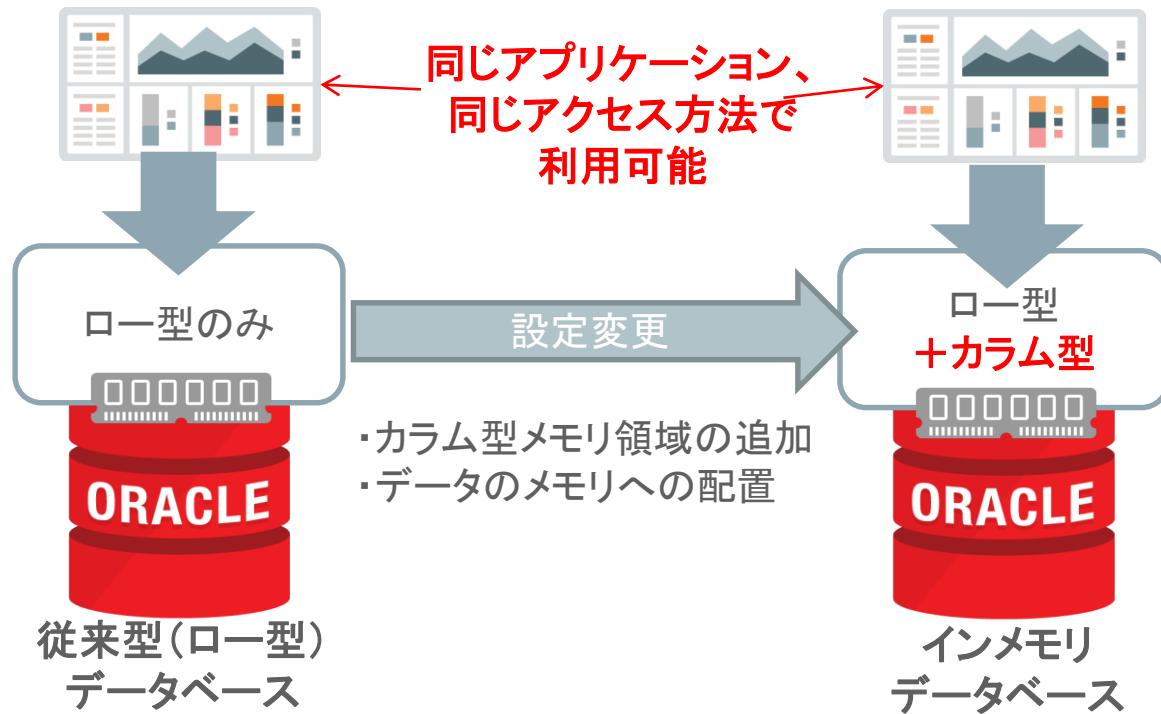 同じアプリケーション、
同じアクセス方法で
利用可能
ロー型のみ
設定変更
ロー型
＋カラム型
・カラム型メモリ領域の追加
・データのメモリへの配置
ORACLE
ORACLE
従来型（ロー型）
データベース
インメモリ
データベース